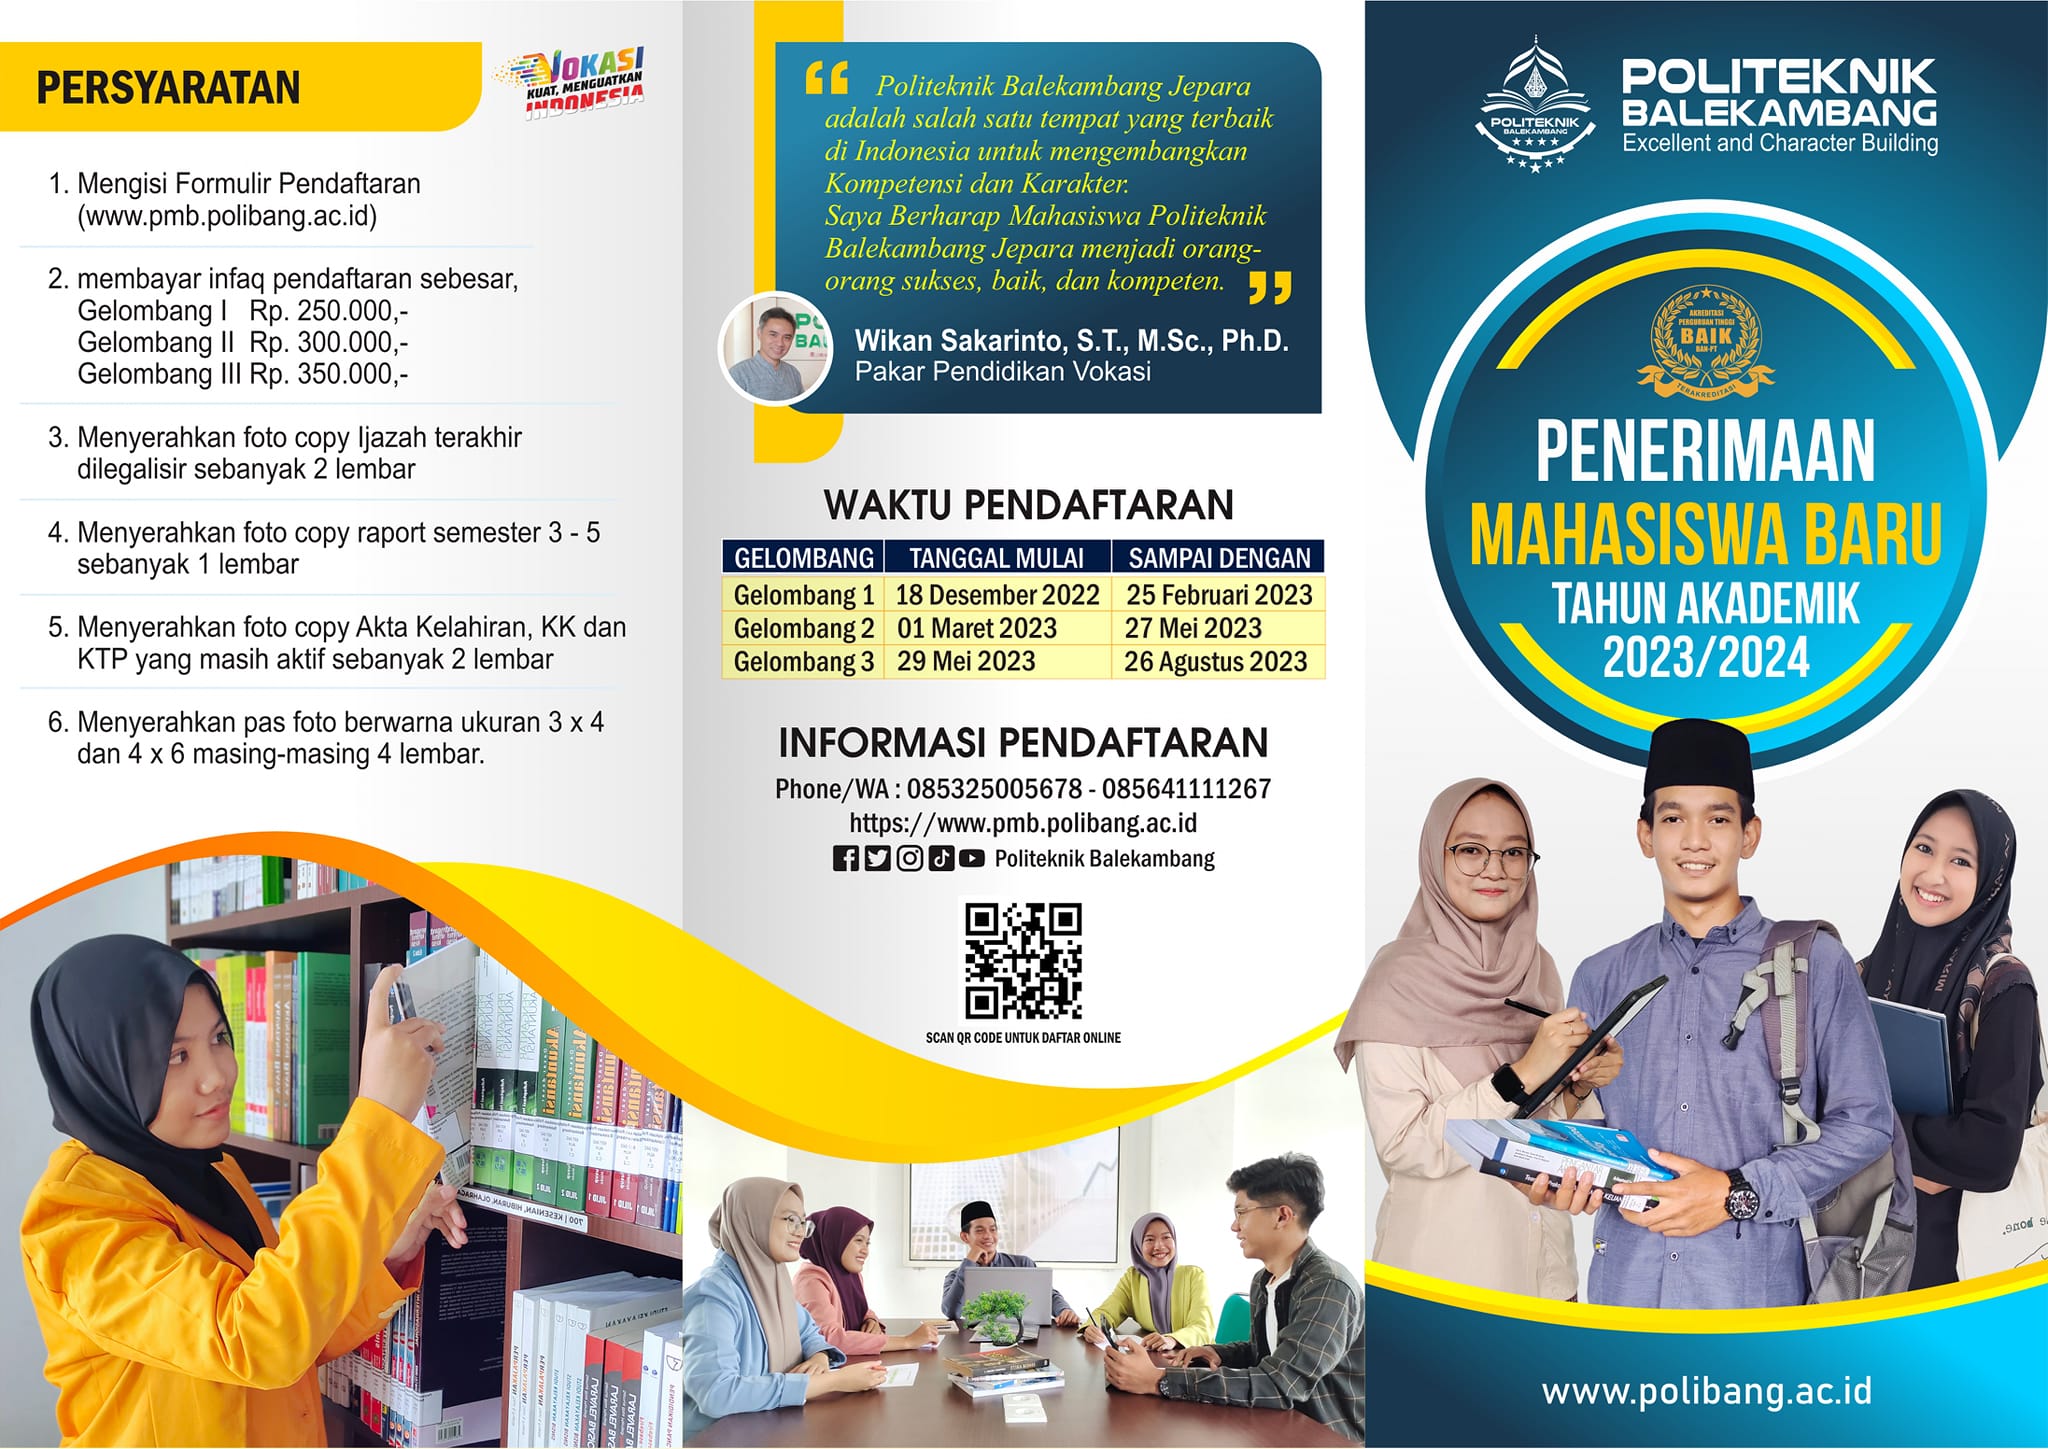 PERSYARATAN
VOKASI
KUAT, MENGUATKAN
INDONESIA
1. Mengisi Formulir Pendaftaran
(www.pmb.polibang.ac.id)
2. membayar infaq pendaftaran sebesar,
Gelombang I Rp. 250.000,-
Gelombang II Rp. 300.000,-
Gelombang III Rp. 350.000,-
3. Menyerahkan foto copy Ijazah terakhir
dilegalisir sebanyak 2 lembar
4. Menyerahkan foto copy raport semester 3 - 5
sebanyak 1 lembar
5. Menyerahkan foto copy Akta Kelahiran, KK dan
KTP yang masih aktif sebanyak 2 lembar
6. Menyerahkan pas foto berwarna ukuran 3 x 4
dan 4 x 6 masing-masing 4 lembar.
700 | KESENIAN, HIBURAN, OLAHRAGA
“ Politeknik Balekambang Jepara
adalah salah satu tempat yang terbaik
di Indonesia untuk mengembangkan
Kompetensi dan Karakter.
Saya Berharap Mahasiswa Politeknik
Balekambang Jepara menjadi orang-
orang sukses, baik, dan kompeten. ”
Wikan Sakarinto, S.T., M.Sc., Ph.D.
Pakar Pendidikan Vokasi
WAKTU PENDAFTARAN
GELOMBANG TANGGAL MULAI SAMPAI DENGAN
Gelombang 1 18 Desember 2022 25 Februari 2023
Gelombang 2 01 Maret 2023 27 Mei 2023
Gelombang 3 29 Mei 2023 26 Agustus 2023
INFORMASI PENDAFTARAN
Phone/WA : 085325005678 - 085641111267
https://www.pmb.polibang.ac.id
Politeknik Balekambang
SCAN QR CODE UNTUK DAFTAR ONLINE
POLITEKNIK
BALEKAMBANG
POLITEKNIK
BALEKAMBANG
Excellent and Character Building
AKREDITASI
PERGURUAN TINGGI
BAIK
BAN-PT
TERAKREDITASI
PENERIMAAN
MAHASISWA BARU
TAHUN AKADEMIK
2023/2024
www.polibang.ac.id